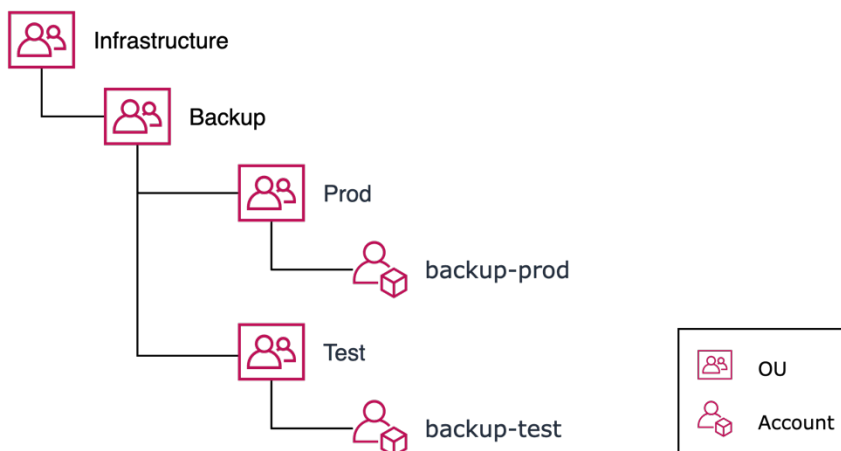 Infrastructure
Backup
Prod
backup-prod
Test
backup-test
OU
Account